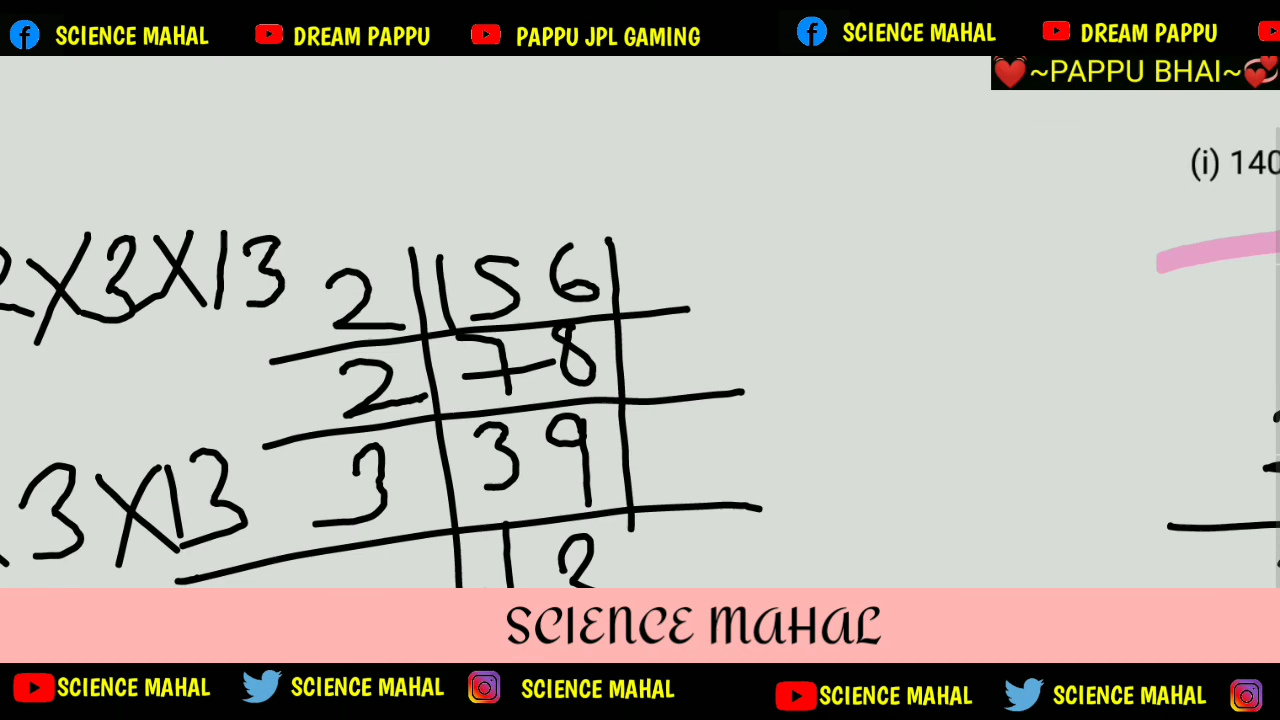 SCIENCE MAHAL DREAM PAPPU PAPPU JPL GAMING SCIENCE MAHAL DREAM PAPPU
❤️~PAPPU BHAI~💞
(i) 140
2X3X13
2 156
2 78
3 39
13
3X13
SCIENCE MAHAL
SCIENCE MAHAL SCIENCE MAHAL SCIENCE MAHAL SCIENCE MAHAL SCIENCE MAHAL